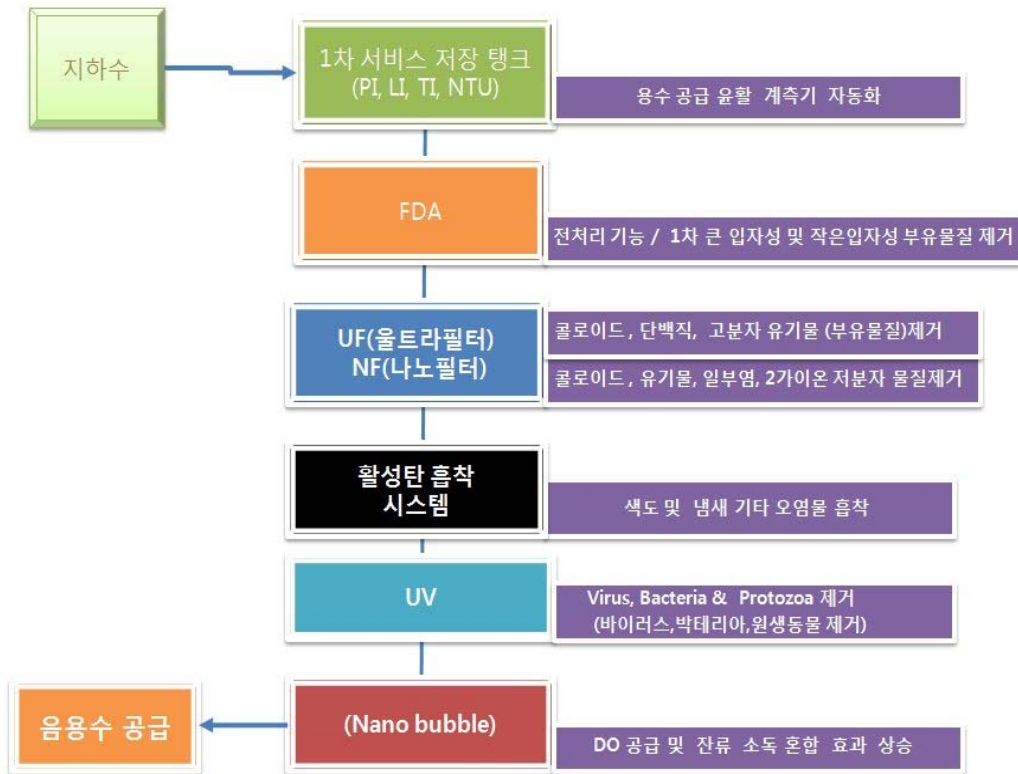 지하수
1차 서비스 저장 탱크
(PI, LI, TI, NTU)
용수 공급 윤활 계측기 자동화
FDA
전처리 기능 / 1차 큰 입자성 및 작은입자성 부유물질 제거
UF(울트라필터)
NF(나노필터)
콜로이드, 단백직, 고분자 유기물 (부유물질)제거
콜로이드, 유기물, 일부염, 2가이온 저분자 물질제거
활성탄 흡착
시스템
색도 및 냄새 기타 오염물 흡착
UV
Virus, Bacteria & Protozoa 제거
(바이러스,박테리아,원생동물 제거)
(Nano bubble)
DO 공급 및 잔류 소독 혼합 효과 상승
음용수 공급